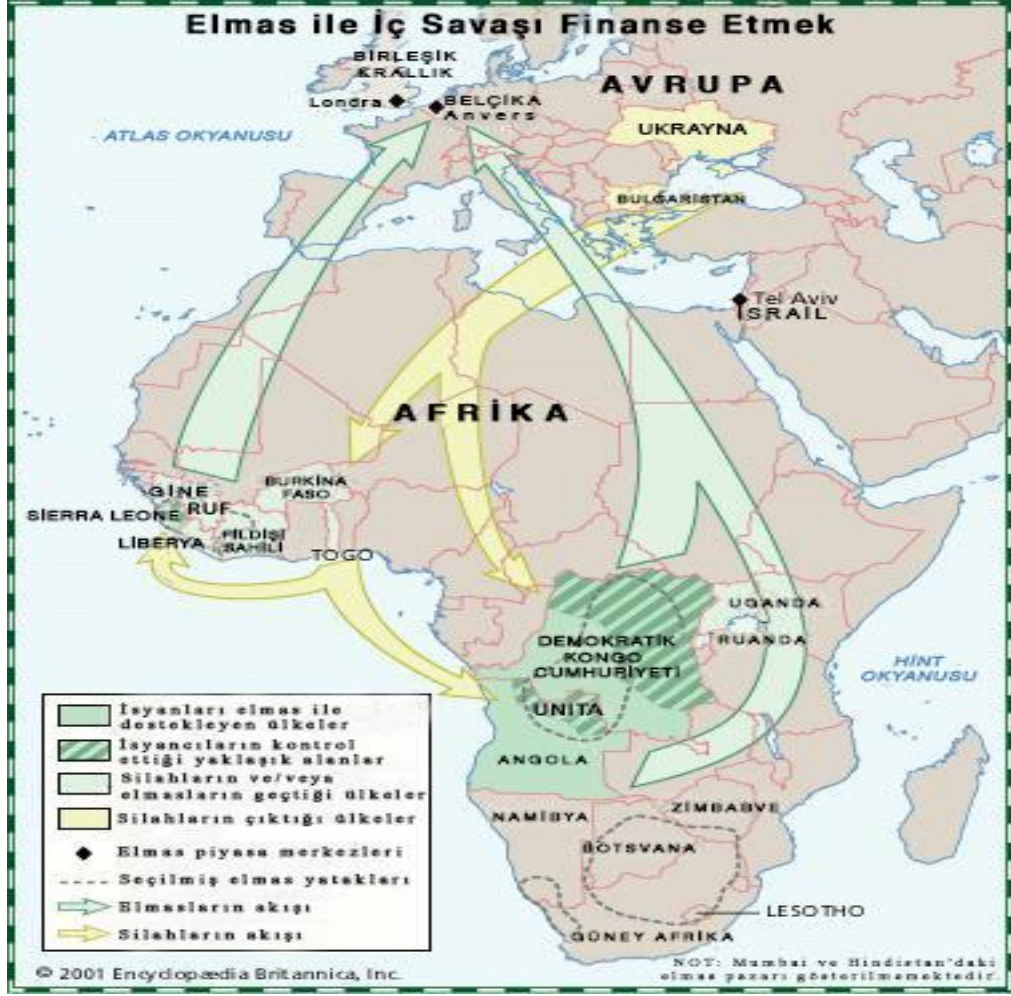 Elmas ile İç Savaşı Finanse Etmek
BİRLEŞİK
KRALLIK
AVRUPA
Londra
BELÇİKA
Anvers
ATLAS OKYANUSU
UKRAYNA
BULGARİSTAN
Tel Aviv
İSRAİL
AFRİKA
BURKİNA
FASO
GİNE
RUF
SİERRA LEONE
FİLDİŞİ
SAHİLİ
LİBERYA
TOGO
UGANDA
DEMOKRATİK
KONGO
CUMHURİYETİ
RUANDA
HİNT
OKYANUSU
UNITA
ANGOLA
ZİMBABVE
NAMİBYA
BOTSVANA
LESOTHO
GÜNEY AFRİKA
İsyanları elmas ile
destekleyen ülkeler
İsyancıların kontrol
ettiği yaklaşık alanlar
Silahların ve/veya
elmasların geçtiği ülkeler
Silahların çıktığı ülkeler
Elmas piyasa merkezleri
Seçilmiş elmas yatakları
Elmasların akışı
Silahların akışı
© 2001 Encyclopædia Britannica, Inc.
NOT: Mumbai ve Hindistan'daki
elmas pazarı gösterilmemektedir.